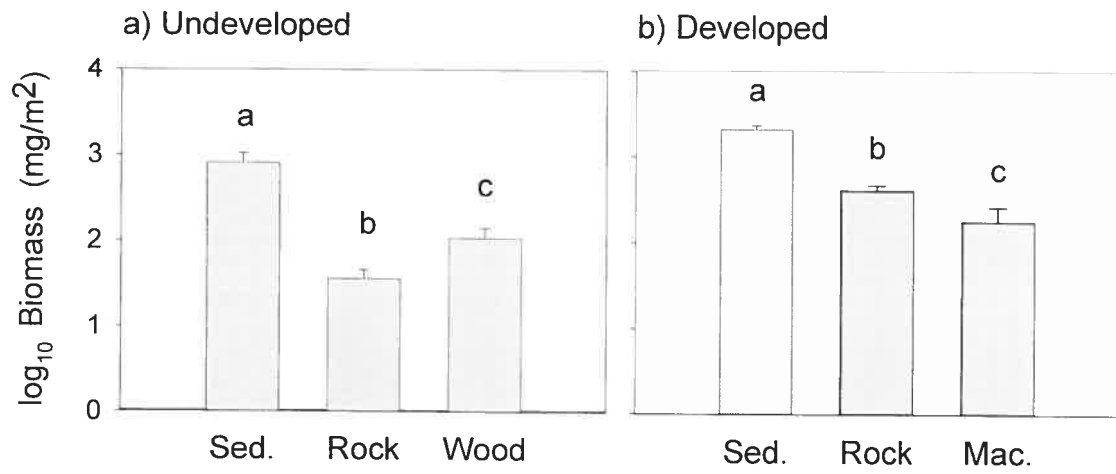 a) Undeveloped
b) Developed
log₁₀ Biomass (mg/m²)
4
3
2
1
0
a
b
c
a
b
c
Sed. Rock Wood
Sed. Rock Mac.